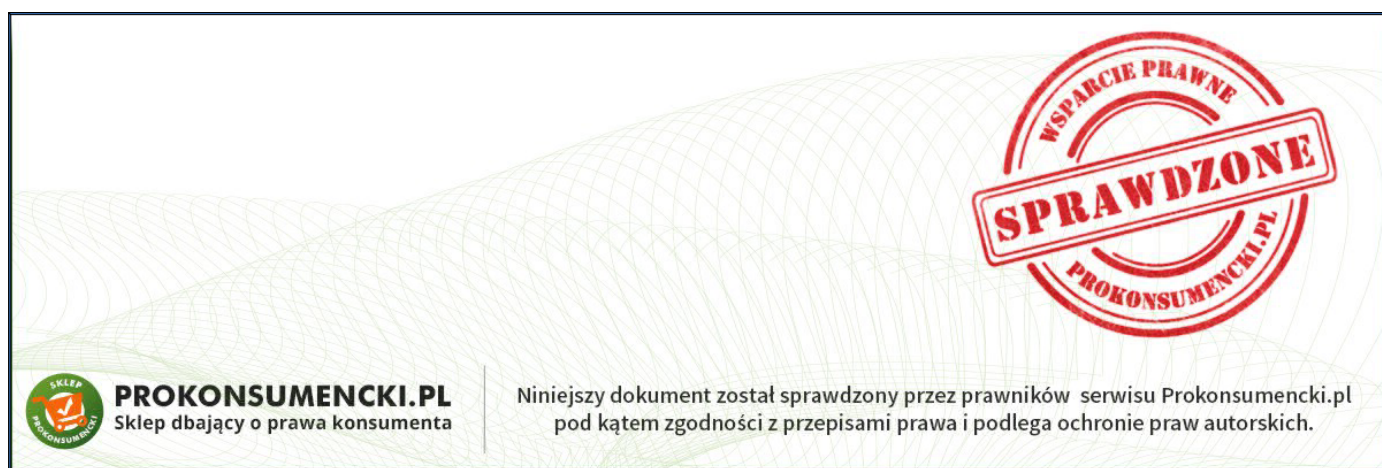 WSPARCIE PRAWNE
SPRAWDZONE
PROKONSUMENCKI.PL
SKLEP
PROKONSUMENCKI
PROKONSUMENCKI.PL
Sklep dbający o prawa konsumenta
Niniejszy dokument został sprawdzony przez prawników serwisu Prokonsumencki.pl
pod kątem zgodności z przepisami prawa i podlega ochronie praw autorskich.